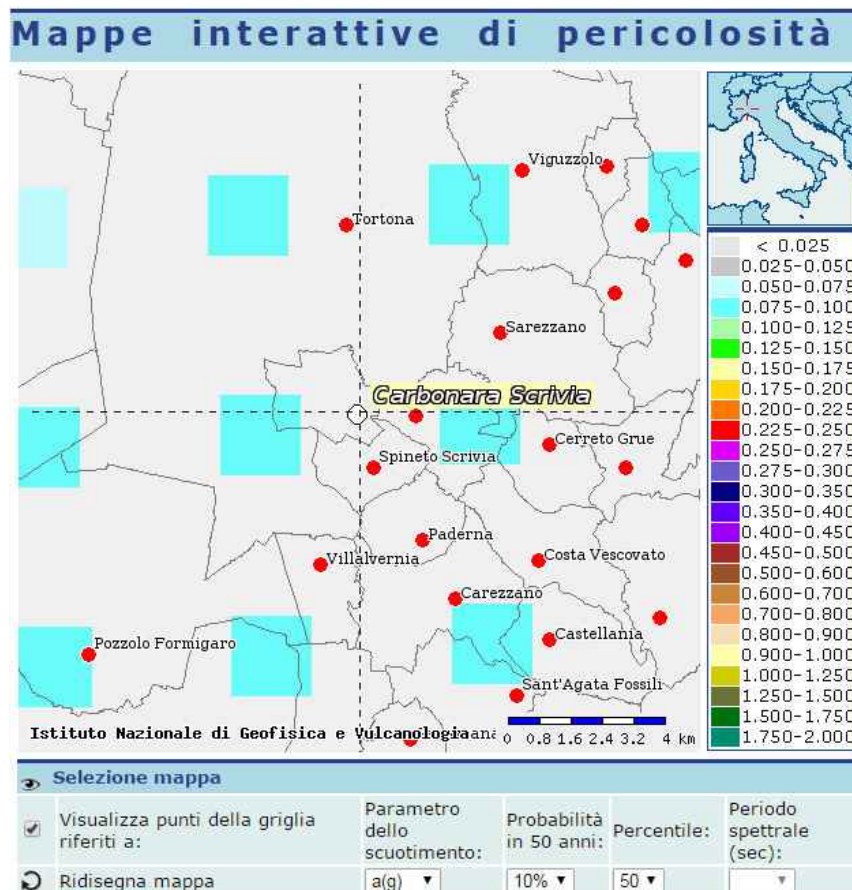 Mappe interattive di pericolosità
Viguzzolo
Tortona
Sarezzano
Carbonara Scrivia
Cerreto Grue
Spineto Scrivia
Paderna
Villalvernia
Costa Vescovato
Carezzano
Castellania
Pozzolo Formigaro
Sant'Agata Fossili
Istituto Nazionale di Geofisica e Vulcanologia
0 0.8 1.6 2.4 3.2 4 km
< 0.025
0.025-0.050
0.050-0.075
0.075-0.100
0.100-0.125
0.125-0.150
0.150-0.175
0.175-0.200
0.200-0.225
0.225-0.250
0.250-0.275
0.275-0.300
0.300-0.350
0.350-0.400
0.400-0.450
0.450-0.500
0.500-0.600
0.600-0.700
0.700-0.800
0.800-0.900
0.900-1.000
1.000-1.250
1.250-1.500
1.500-1.750
1.750-2.000
Selezione mappa
Visualizza punti della griglia riferiti a:
Parametro dello scuotimento:
Probabilità in 50 anni:
Percentile:
Periodo spettrale (sec):
Ridisegna mappa
a(g)
10%
50